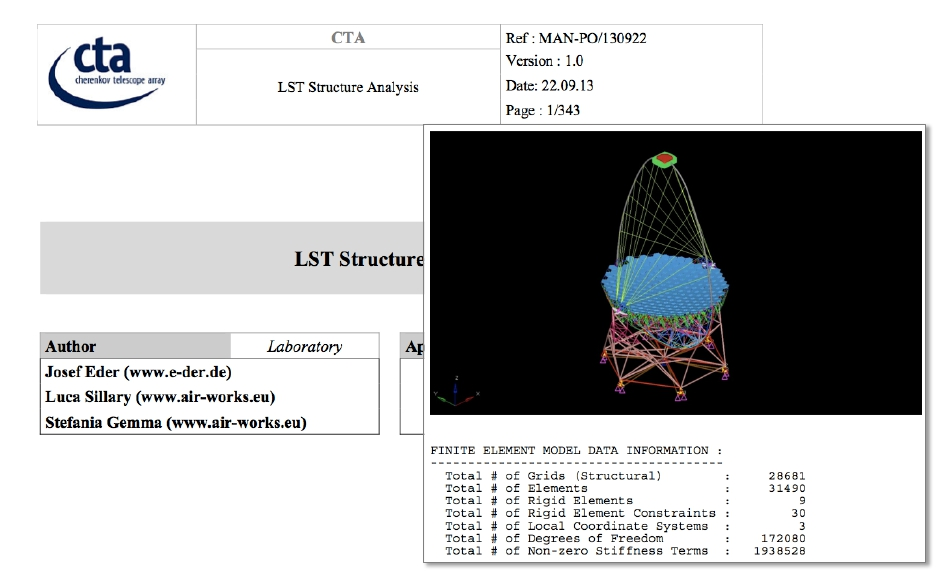 cta
cherenkov telescope array
CTA
LST Structure Analysis
Ref : MAN-PO/130922
Version : 1.0
Date: 22.09.13
Page : 1/343
LST Structure
Author Laboratory
Ap
Josef Eder (www.e-der.de)
Luca Sillary (www.air-works.eu)
Stefania Gemma (www.air-works.eu)
Z
Y X
FINITE ELEMENT MODEL DATA INFORMATION :
----------------------------------------
Total # of Grids (Structural) : 28681
Total # of Elements : 31490
Total # of Rigid Elements : 9
Total # of Rigid Element Constraints : 30
Total # of Local Coordinate Systems : 3
Total # of Degrees of Freedom : 172080
Total # of Non-zero Stiffness Terms : 1938528